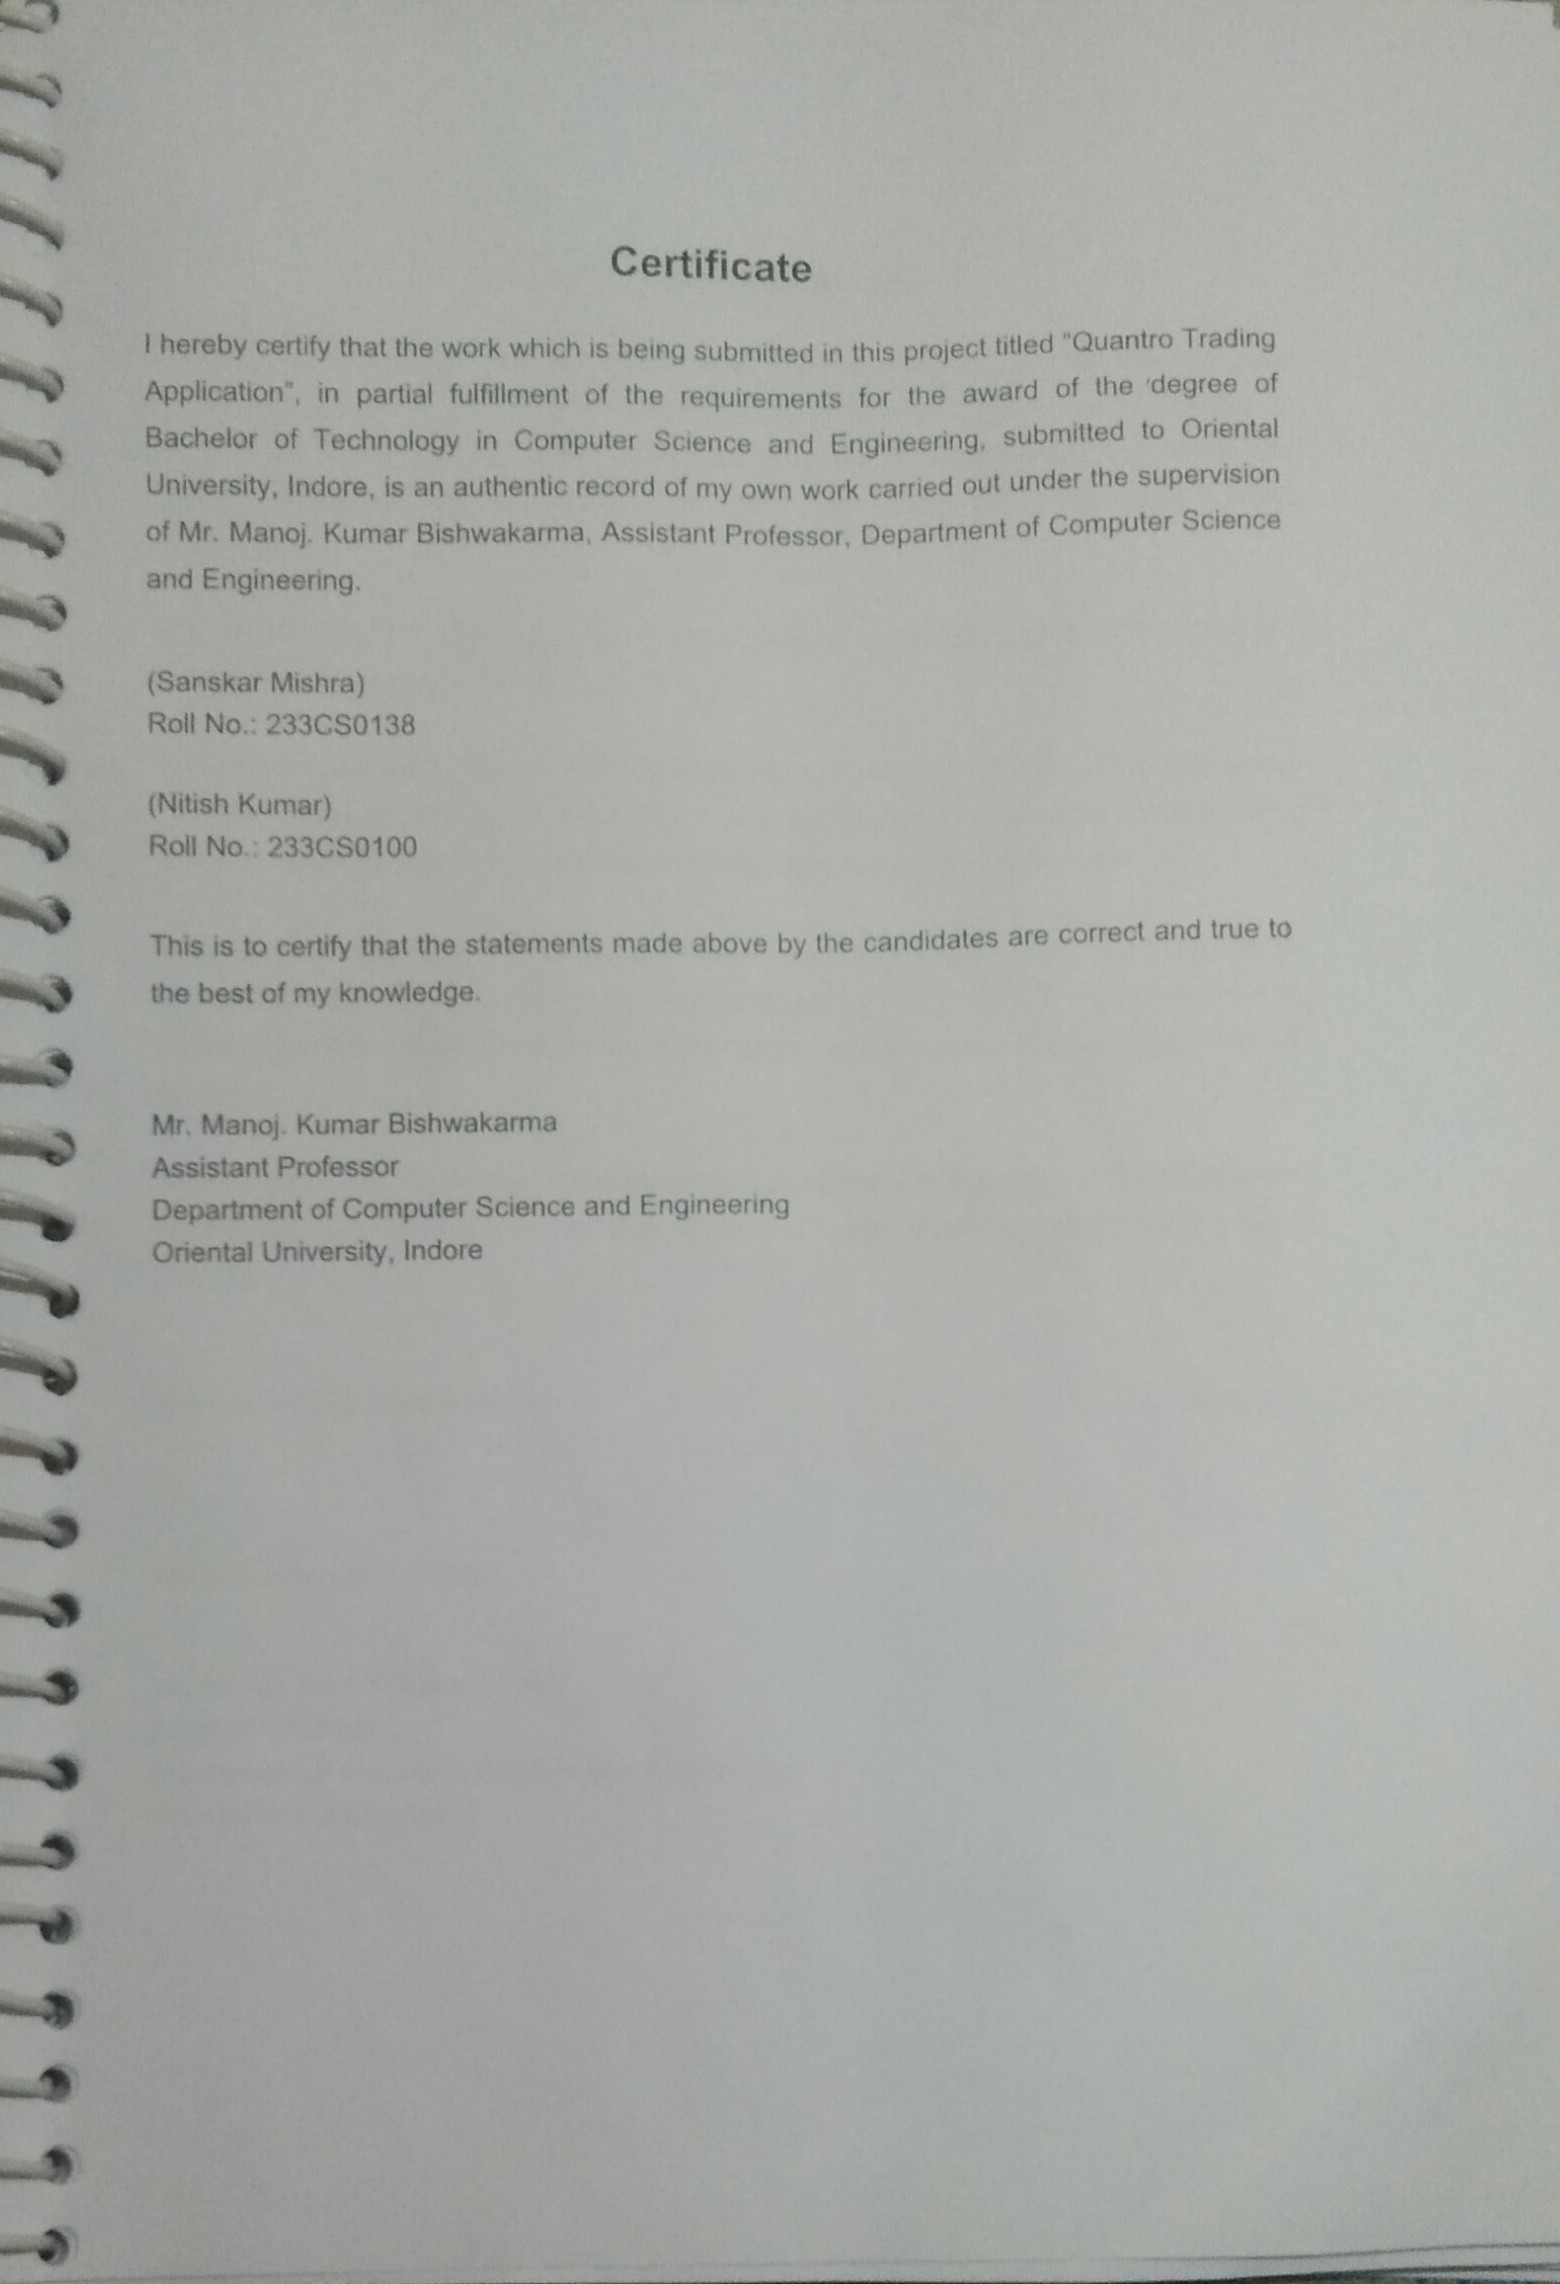 Certificate
I hereby certify that the work which is being submitted in this project titled "Quantro Trading
Application", in partial fulfillment of the requirements for the award of the degree of
Bachelor of Technology in Computer Science and Engineering, submitted to Oriental
University, Indore, is an authentic record of my own work carried out under the supervision
of Mr. Manoj. Kumar Bishwakarma, Assistant Professor, Department of Computer Science
and Engineering.
(Sanskar Mishra)
Roll No.: 233CS0138
(Nitish Kumar)
Roll No.: 233CS0100
This is to certify that the statements made above by the candidates are correct and true to
the best of my knowledge.
Mr. Manoj. Kumar Bishwakarma
Assistant Professor
Department of Computer Science and Engineering
Oriental University, Indore